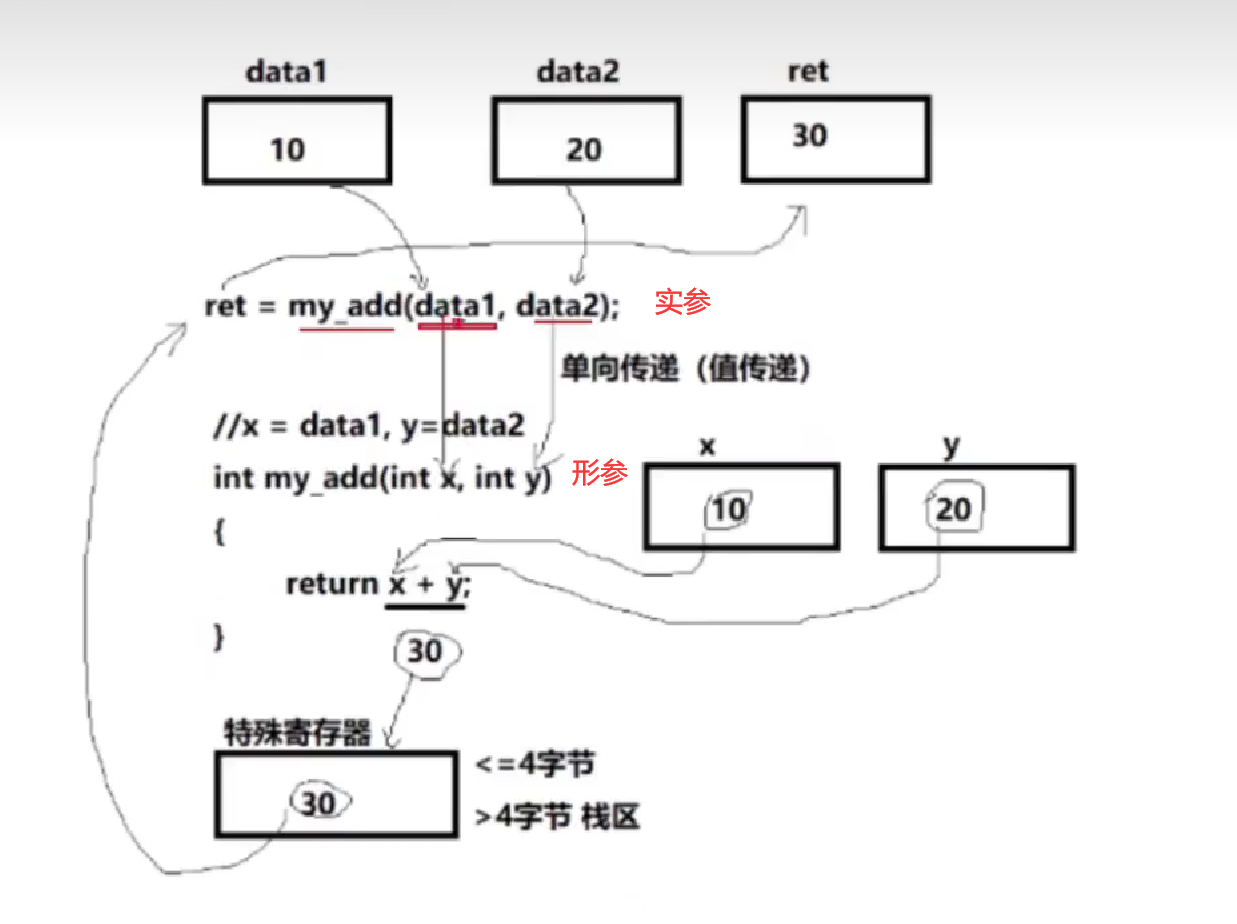 data1 data2 ret
10 20 30
ret = my_add(data1, data2); 实参
单向传递（值传递）
//x = data1, y=data2
x y
int my_add(int x, int y) 形参
10 20
{
return x + y;
}
30
特殊寄存器
<=4字节
30
>4字节 栈区